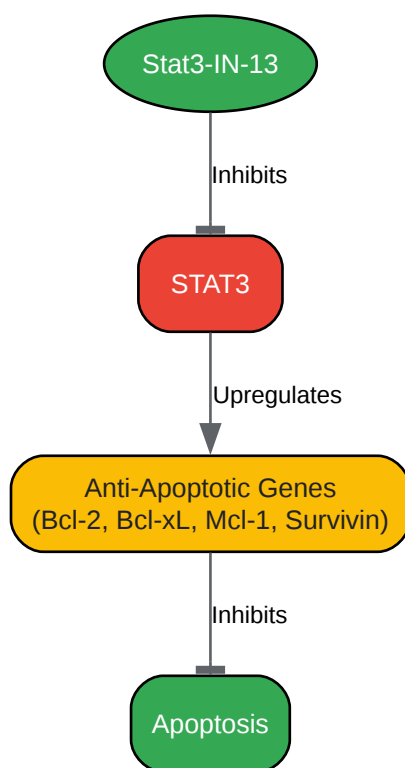 Stat3-IN-13
Inhibits
STAT3
Upregulates
Anti-Apoptotic Genes
(Bcl-2, Bcl-xL, Mcl-1, Survivin)
Inhibits
Apoptosis